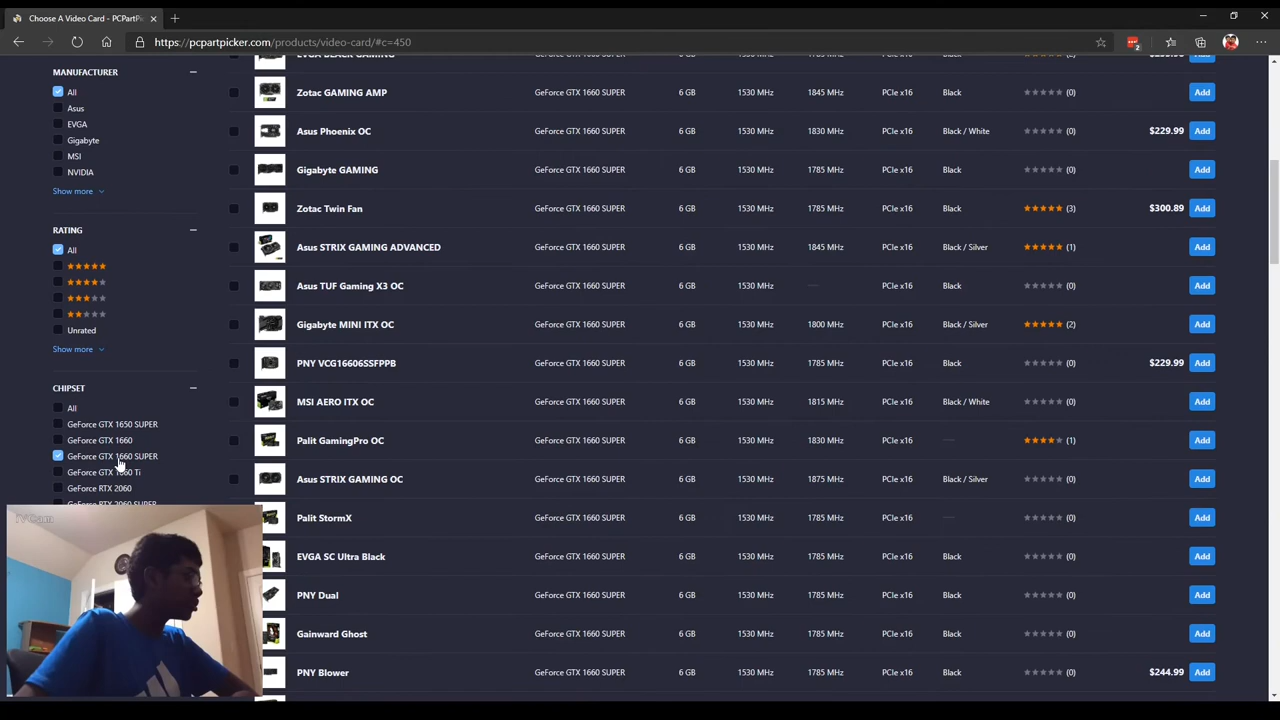 Choose A Video Card - PCPartPi
https://pcpartpicker.com/products/video-card/#c=450
2
MANUFACTURER
All
Asus
EVGA
Gigabyte
MSI
NVIDIA
Show more
RATING
All
Unrated
Show more
CHIPSET
All
GeForce GTX 1650 SUPER
GeForce GTX 1660
GeForce GTX 1660 SUPER
GeForce GTX 1660 Ti
GeForce RTX 2060
GeForce RTX 2060 SUPER
iVCam
EVGA BLACK GAMING
Zotac GAMING AMP GeForce GTX 1660 SUPER 6 GB 1530 MHz 1845 MHz PCIe x16 Black (0) Add
Asus Phoenix OC GeForce GTX 1660 SUPER 6 GB 1530 MHz 1830 MHz PCIe x16 Black / White (0) $229.99 Add
Gigabyte GAMING GeForce GTX 1660 SUPER 6 GB 1530 MHz 1785 MHz PCIe x16 Black (0) Add
Zotac Twin Fan GeForce GTX 1660 SUPER 6 GB 1530 MHz 1785 MHz PCIe x16 Black (3) $300.89 Add
Asus STRIX GAMING ADVANCED GeForce GTX 1660 SUPER 6 GB 1530 MHz 1845 MHz PCIe x16 Black / Silver (1) Add
Asus TUF Gaming X3 OC GeForce GTX 1660 SUPER 6 GB 1530 MHz PCIe x16 Black (0) Add
Gigabyte MINI ITX OC GeForce GTX 1660 SUPER 6 GB 1530 MHz 1800 MHz PCIe x16 Black / Silver (2) Add
PNY VCG16606SSFPPB GeForce GTX 1660 SUPER 6 GB 1530 MHz 1785 MHz PCIe x16 Black (0) $229.99 Add
MSI AERO ITX OC GeForce GTX 1660 SUPER 6 GB 1530 MHz 1815 MHz PCIe x16 Black / White (0) Add
Palit GamingPro OC GeForce GTX 1660 SUPER 6 GB 1530 MHz 1830 MHz PCIe x16 (1) Add
Asus STRIX GAMING OC GeForce GTX 1660 SUPER 6 GB 1530 MHz 1875 MHz PCIe x16 Black / Silver (0) Add
Palit StormX GeForce GTX 1660 SUPER 6 GB 1530 MHz 1785 MHz PCIe x16 (0) Add
EVGA SC Ultra Black GeForce GTX 1660 SUPER 6 GB 1530 MHz 1785 MHz PCIe x16 Black (0) Add
PNY Dual GeForce GTX 1660 SUPER 6 GB 1530 MHz 1785 MHz PCIe x16 Black (0) Add
Gainward Ghost GeForce GTX 1660 SUPER 6 GB 1530 MHz 1785 MHz PCIe x16 Black (0) Add
PNY Blower GeForce GTX 1660 SUPER 6 GB 1530 MHz 1785 MHz PCIe x16 Black (0) $244.99 Add